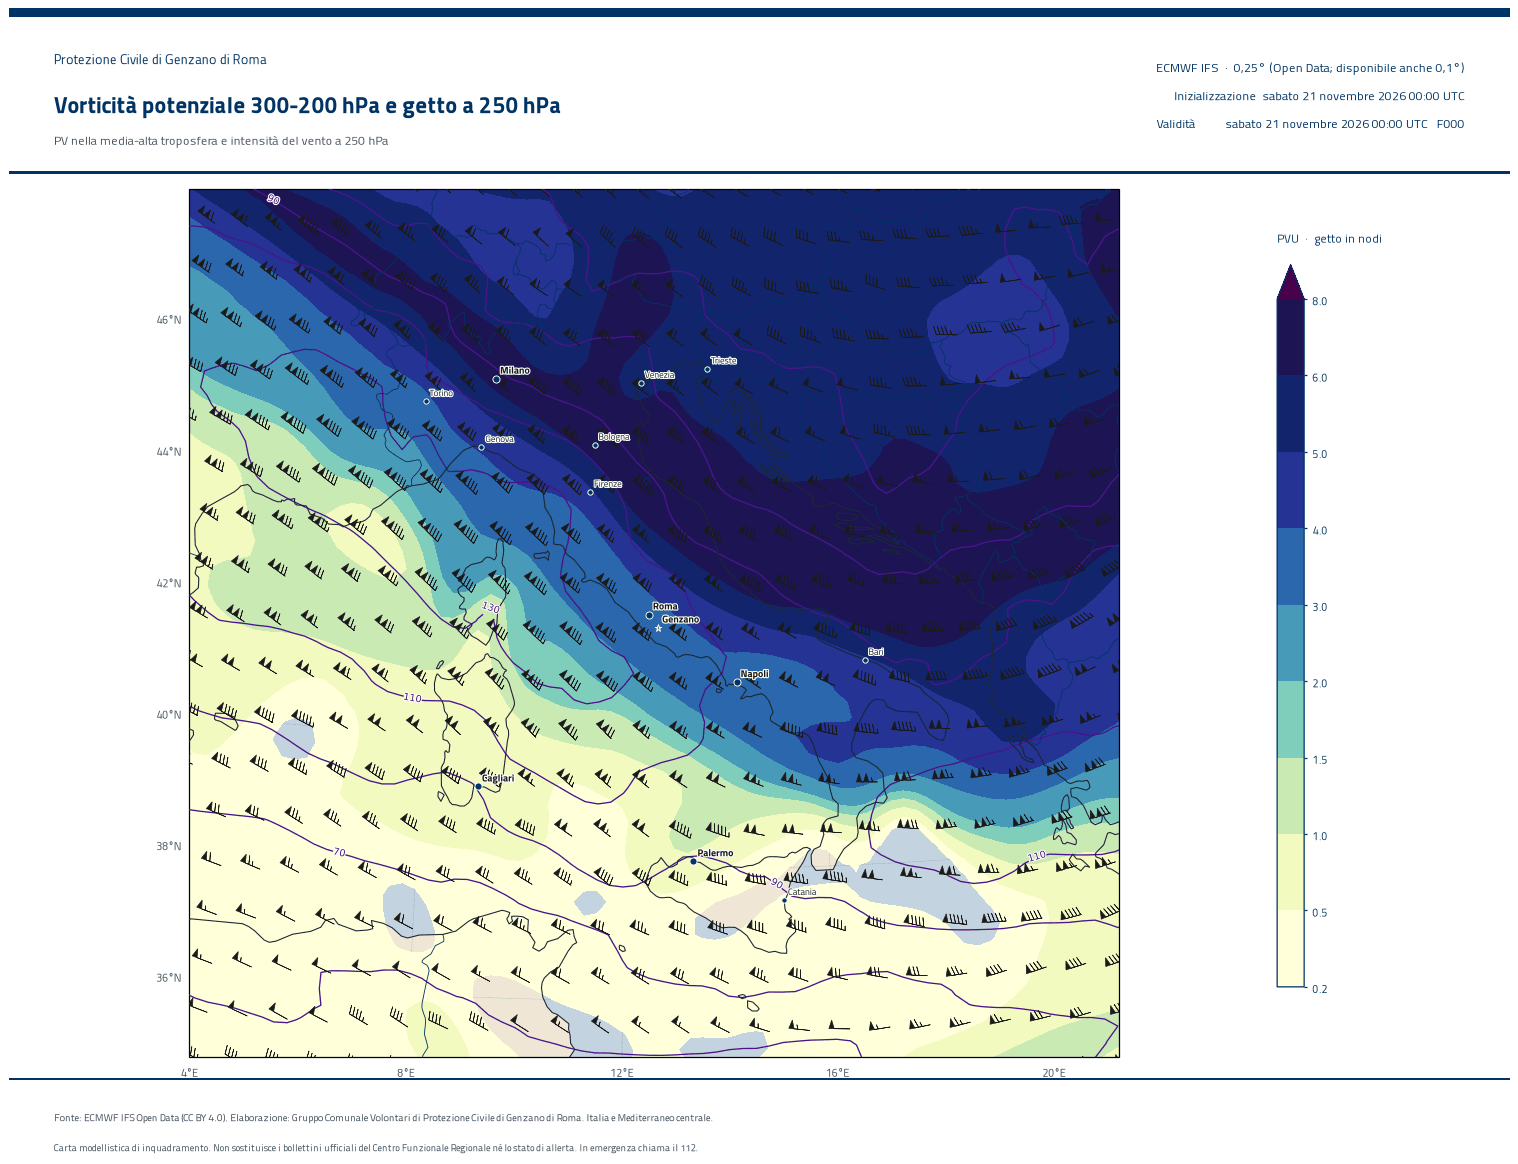 Protezione Civile di Genzano di Roma
Vorticità potenziale 300-200 hPa e getto a 250 hPa
PV nella media-alta troposfera e intensità del vento a 250 hPa
ECMWF IFS · 0,25° (Open Data; disponibile anche 0,1°)
Inizializzazione sabato 21 novembre 2026 00:00 UTC
Validità sabato 21 novembre 2026 00:00 UTC F000
PVU · getto in nodi
8.0
6.0
5.0
4.0
3.0
2.0
1.5
1.0
0.5
0.2
90
46°N
44°N
42°N
40°N
38°N
36°N
Trieste
Milano
Venezia
Torino
Genova
Bologna
Firenze
130
Roma
Genzano
Bari
Napoli
110
Cagliari
70
Palermo
110
90
Catania
4°E
8°E
12°E
16°E
20°E
Fonte: ECMWF IFS Open Data (CC BY 4.0). Elaborazione: Gruppo Comunale Volontari di Protezione Civile di Genzano di Roma. Italia e Mediterraneo centrale.
Carta modellistica di inquadramento. Non sostituisce i bollettini ufficiali del Centro Funzionale Regionale né lo stato di allerta. In emergenza chiama il 112.